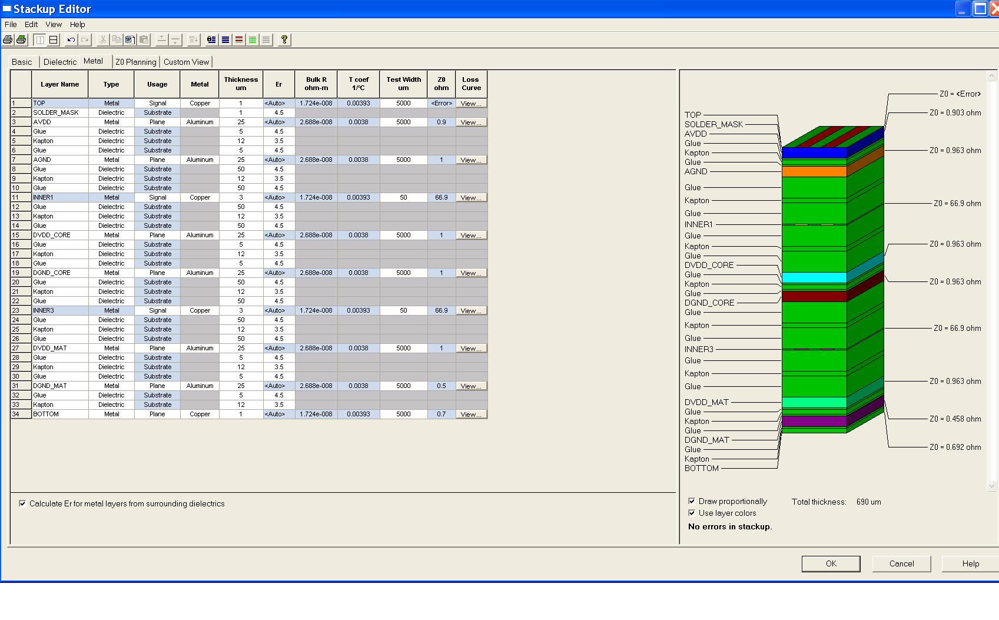 Stackup Editor
File Edit View Help
Basic Dielectric Metal Z0 Planning Custom View
Layer Name Type Usage Metal Thickness um Er Bulk R ohm-m T coef 1/ºC Test Width um Z0 ohm Loss Curve
1 TOP Metal Signal Copper 1 <Auto> 1.724e-008 0.00393 5000 <Error> View...
2 SOLDER_MASK Dielectric Substrate 1 4.5
3 AVDD Metal Plane Aluminum 25 <Auto> 2.688e-008 0.0038 5000 0.9 View...
4 Glue Dielectric Substrate 5 4.5
5 Kapton Dielectric Substrate 12 3.5
6 Glue Dielectric Substrate 5 4.5
7 AGND Metal Plane Aluminum 25 <Auto> 2.688e-008 0.0038 5000 1 View...
8 Glue Dielectric Substrate 50 4.5
9 Kapton Dielectric Substrate 12 3.5
10 Glue Dielectric Substrate 50 4.5
11 INNER1 Metal Signal Copper 3 <Auto> 1.724e-008 0.00393 50 66.9 View...
12 Glue Dielectric Substrate 50 4.5
13 Kapton Dielectric Substrate 12 3.5
14 Glue Dielectric Substrate 50 4.5
15 DVDD_CORE Metal Plane Aluminum 25 <Auto> 2.688e-008 0.0038 5000 1 View...
16 Glue Dielectric Substrate 5 4.5
17 Kapton Dielectric Substrate 12 3.5
18 Glue Dielectric Substrate 5 4.5
19 DGND_CORE Metal Plane Aluminum 25 <Auto> 2.688e-008 0.0038 5000 1 View...
20 Glue Dielectric Substrate 50 4.5
21 Kapton Dielectric Substrate 12 3.5
22 Glue Dielectric Substrate 50 4.5
23 INNER3 Metal Signal Copper 3 <Auto> 1.724e-008 0.00393 50 66.9 View...
24 Glue Dielectric Substrate 50 4.5
25 Kapton Dielectric Substrate 12 3.5
26 Glue Dielectric Substrate 50 4.5
27 DVDD_MAT Metal Plane Aluminum 25 <Auto> 2.688e-008 0.0038 5000 1 View...
28 Glue Dielectric Substrate 5 4.5
29 Kapton Dielectric Substrate 12 3.5
30 Glue Dielectric Substrate 5 4.5
31 DGND_MAT Metal Plane Aluminum 25 <Auto> 2.688e-008 0.0038 5000 0.5 View...
32 Glue Dielectric Substrate 5 4.5
33 Kapton Dielectric Substrate 12 3.5
34 BOTTOM Metal Plane Copper 1 <Auto> 1.724e-008 0.00393 5000 0.7 View...
Calculate Er for metal layers from surrounding dielectrics
TOP
SOLDER_MASK
AVDD
Glue
Kapton
Glue
AGND
Glue
Kapton
Glue
INNER1
Glue
Kapton
Glue
DVDD_CORE
Glue
Kapton
Glue
DGND_CORE
Glue
Kapton
Glue
INNER3
Glue
Kapton
Glue
DVDD_MAT
Glue
Kapton
Glue
DGND_MAT
Glue
Kapton
BOTTOM
Z0 = <Error>
Z0 = 0.903 ohm
Z0 = 0.963 ohm
Z0 = 66.9 ohm
Z0 = 0.963 ohm
Z0 = 0.963 ohm
Z0 = 66.9 ohm
Z0 = 0.963 ohm
Z0 = 0.458 ohm
Z0 = 0.692 ohm
Draw proportionally Total thickness: 690 um
Use layer colors
No errors in stackup.
OK Cancel Help